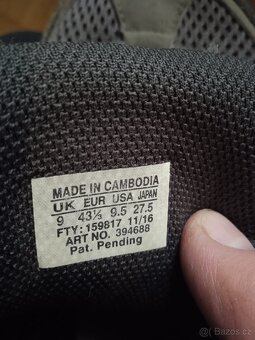 MADE IN CAMBODIA
UK EUR USA JAPAN
9 43⅓ 9.5 27.5
FTY: 159817 11/16
ART NO. 394688
Pat. Pending
© Bazos.cz